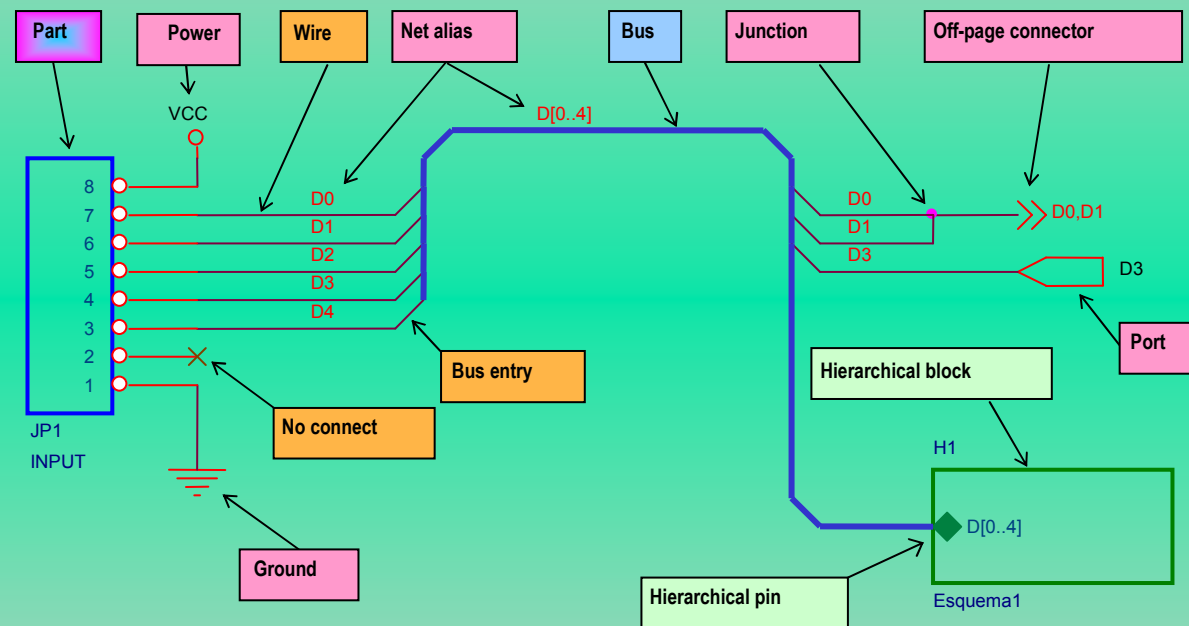 Part
Power
Wire
Net alias
Bus
Junction
Off-page connector
VCC
D[0..4]
8
7
6
5
4
3
2
1
D0
D1
D2
D3
D4
D0
D1
D3
D0,D1
D3
Port
Bus entry
No connect
Hierarchical block
JP1
INPUT
H1
D[0..4]
Ground
Hierarchical pin
Esquema1